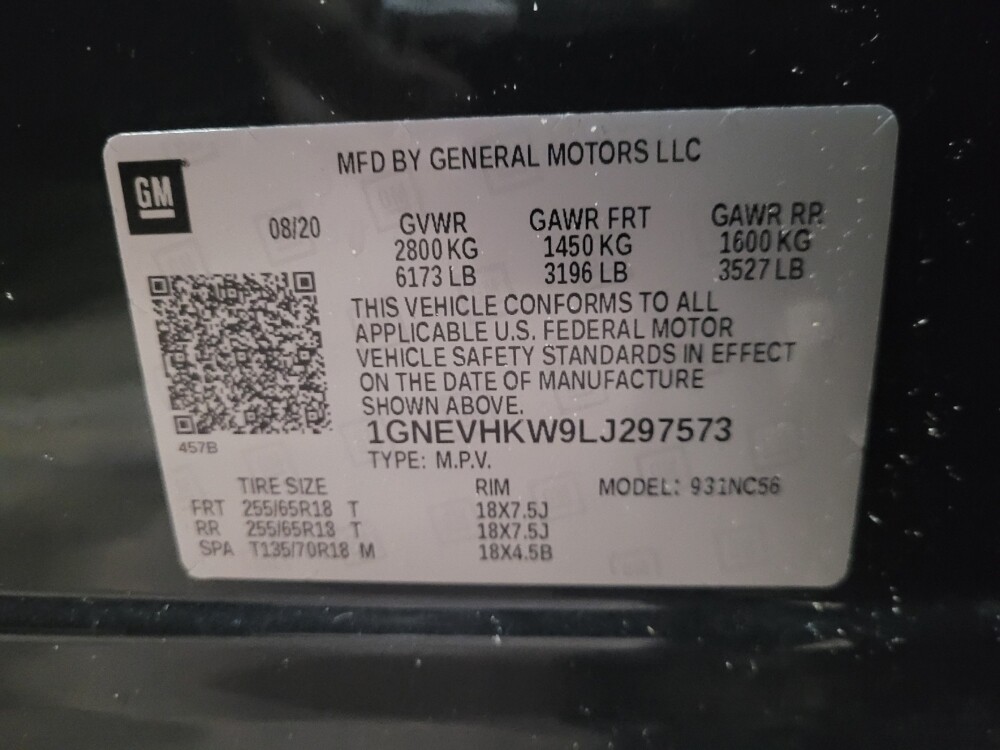 GM
MFD BY GENERAL MOTORS LLC
08/20 GVWR GAWR FRT GAWR RR
2800 KG 1450 KG 1600 KG
6173 LB 3196 LB 3527 LB
THIS VEHICLE CONFORMS TO ALL
APPLICABLE U.S. FEDERAL MOTOR
VEHICLE SAFETY STANDARDS IN EFFECT
ON THE DATE OF MANUFACTURE
SHOWN ABOVE.
1GNEVHKW9LJ297573
457B
TYPE: M.P.V.
TIRE SIZE RIM MODEL: 931NC56
FRT 255/65R18 T 18X7.5J
RR 255/65R18 T 18X7.5J
SPA T135/70R18 M 18X4.5B